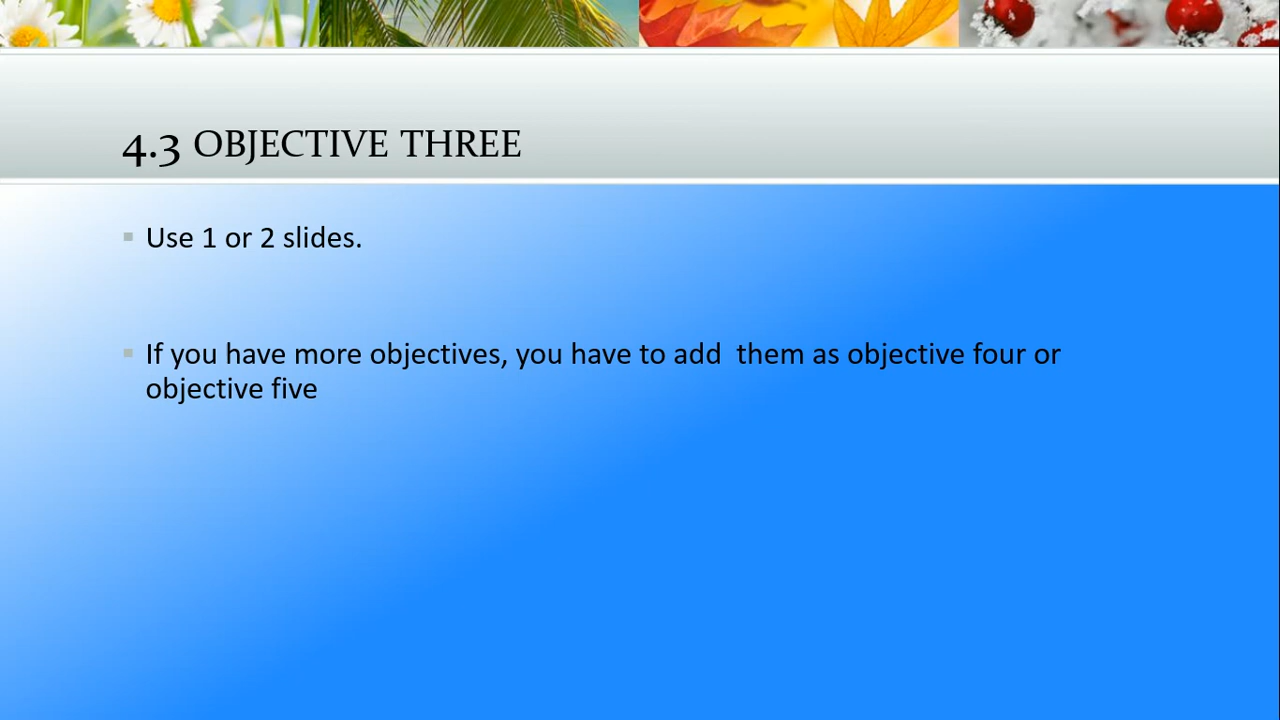 4.3 OBJECTIVE THREE
Use 1 or 2 slides.
If you have more objectives, you have to add  them as objective four or
objective five